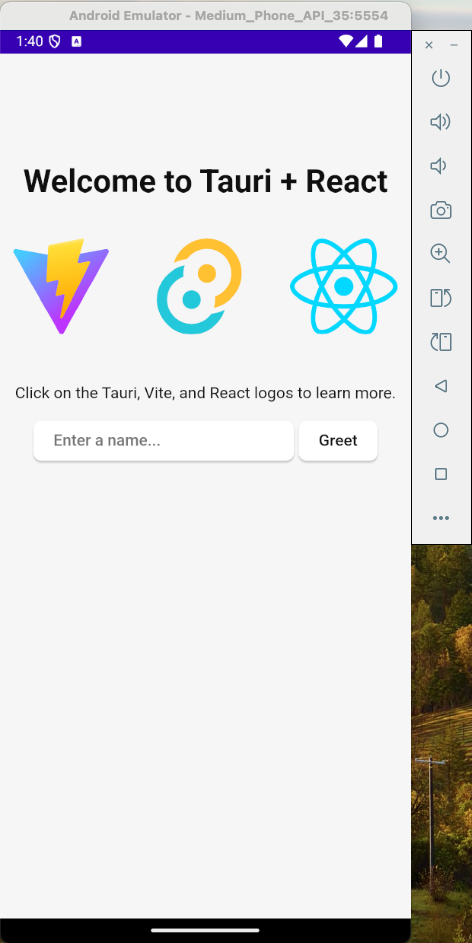 Android Emulator - Medium_Phone_API_35:5554
1:40 A
Welcome to Tauri + React
Click on the Tauri, Vite, and React logos to learn more.
Enter a name... Greet